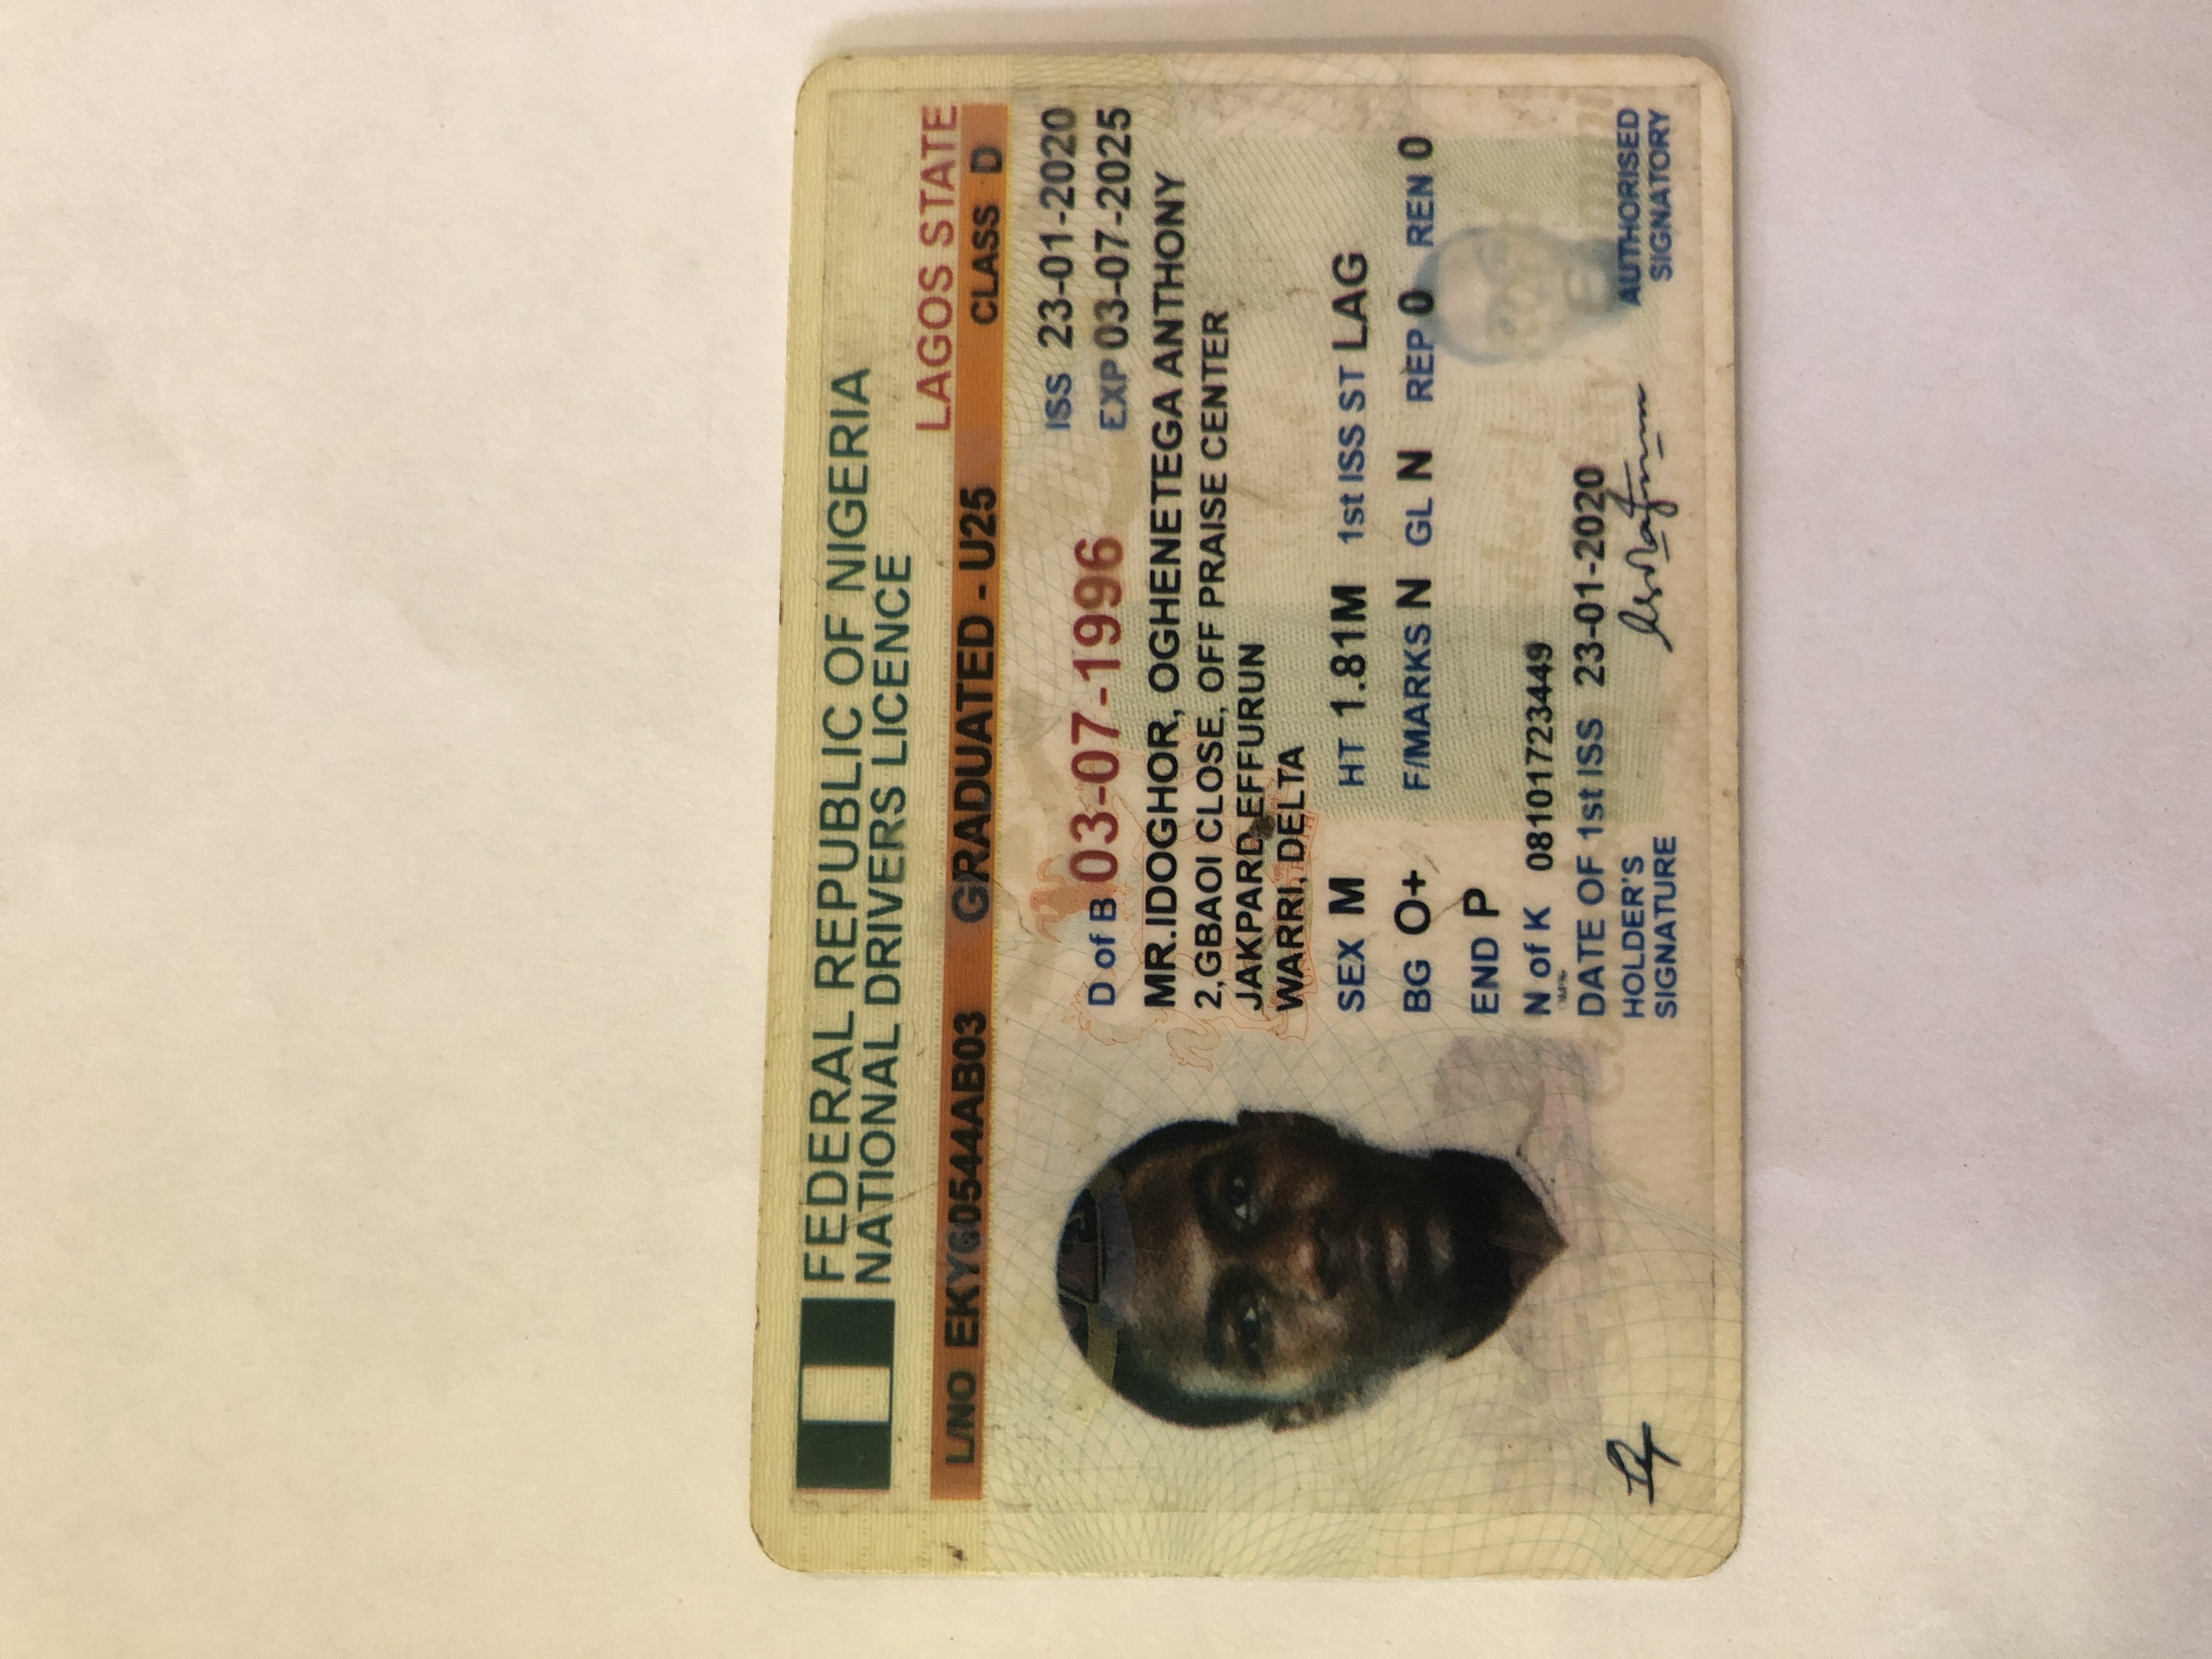 FEDERAL REPUBLIC OF NIGERIA
NATIONAL DRIVERS LICENCE
LAGOS STATE
L/NO EKY60544AB03 GRADUATED - U25 CLASS D
ISS 23-01-2020
D of B 03-07-1996 EXP 03-07-2025
MR.IDOGHOR, OGHENETEGA ANTHONY
2,GBAOI CLOSE, OFF PRAISE CENTER
JAKPARD EFFURUN
WARRI, DELTA
SEX M HT 1.81M 1st ISS ST LAG
BG O+ F/MARKS N GL N REP 0 REN 0
END P
N of K 08101723449
DATE OF 1st ISS 23-01-2020
HOLDER'S
SIGNATURE
AUTHORISED
SIGNATORY